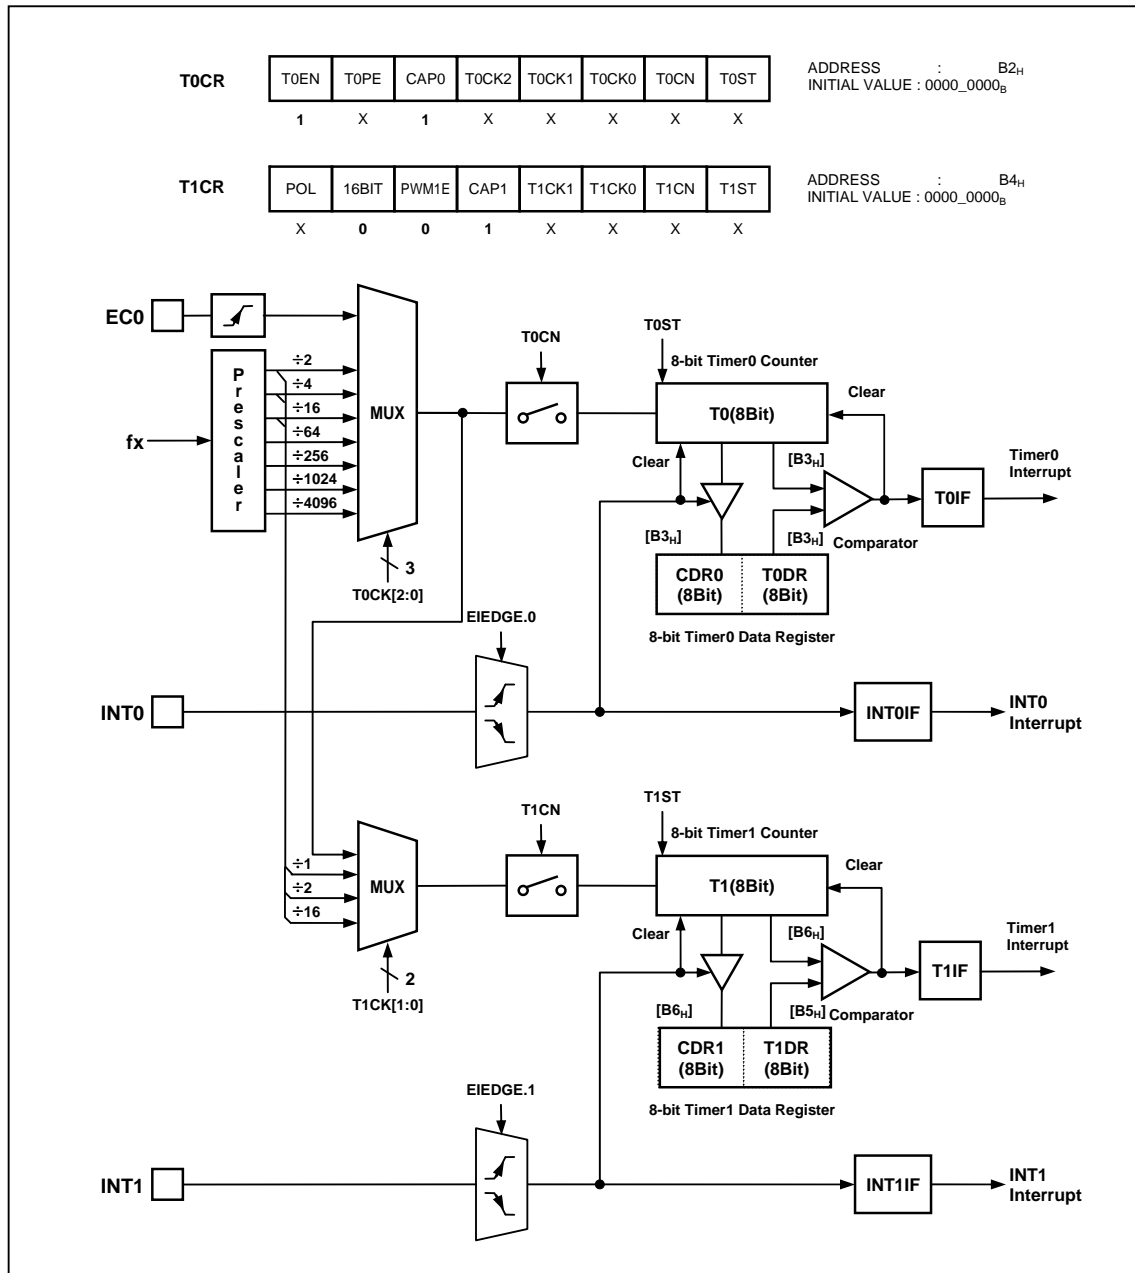 T0CR T0EN T0PE CAP0 T0CK2 T0CK1 T0CK0 T0CN T0ST
ADDRESS : B2H
INITIAL VALUE : 0000_0000B
1 X 1 X X X X X
T1CR POL 16BIT PWM1E CAP1 T1CK1 T1CK0 T1CN T1ST
ADDRESS : B4H
INITIAL VALUE : 0000_0000B
X 0 0 1 X X X X
EC0
fx
Prescaler
÷2
÷4
÷16
÷64
÷256
÷1024
÷4096
MUX
3
T0CK[2:0]
T0CN
T0ST
8-bit Timer0 Counter
T0(8Bit)
Clear
Clear
[B3H]
[B3H]
[B3H]
Comparator
T0IF
Timer0
Interrupt
CDR0
(8Bit)
T0DR
(8Bit)
8-bit Timer0 Data Register
EIEDGE.0
INT0
INT0IF
INT0
Interrupt
÷1
÷2
÷16
MUX
2
T1CK[1:0]
T1CN
T1ST
8-bit Timer1 Counter
T1(8Bit)
Clear
Clear
[B6H]
[B6H]
[B5H]
Comparator
T1IF
Timer1
Interrupt
CDR1
(8Bit)
T1DR
(8Bit)
8-bit Timer1 Data Register
EIEDGE.1
INT1
INT1IF
INT1
Interrupt